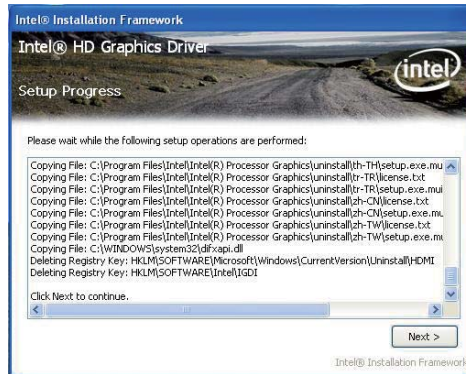 Intel® Installation Framework
Intel® HD Graphics Driver
intel
Setup Progress
Please wait while the following setup operations are performed:
Copying File: C:\Program Files\Intel\Intel(R) Processor Graphics\uninstall\th-TH\setup.exe.mu
Copying File: C:\Program Files\Intel\Intel(R) Processor Graphics\uninstall\tr-TR\license.txt
Copying File: C:\Program Files\Intel\Intel(R) Processor Graphics\uninstall\tr-TR\setup.exe.mui
Copying File: C:\Program Files\Intel\Intel(R) Processor Graphics\uninstall\zh-CN\license.txt
Copying File: C:\Program Files\Intel\Intel(R) Processor Graphics\uninstall\zh-CN\setup.exe.mu
Copying File: C:\Program Files\Intel\Intel(R) Processor Graphics\uninstall\zh-TW\license.txt
Copying File: C:\Program Files\Intel\Intel(R) Processor Graphics\uninstall\zh-TW\setup.exe.m
Copying File: C:\WINDOWS\system32\difxapi.dll
Deleting Registry Key: HKLM\SOFTWARE\Microsoft\Windows\CurrentVersion\Uninstall\HDMI
Deleting Registry Key: HKLM\SOFTWARE\Intel\IGDI
Click Next to continue.
Next >
Intel® Installation Framework